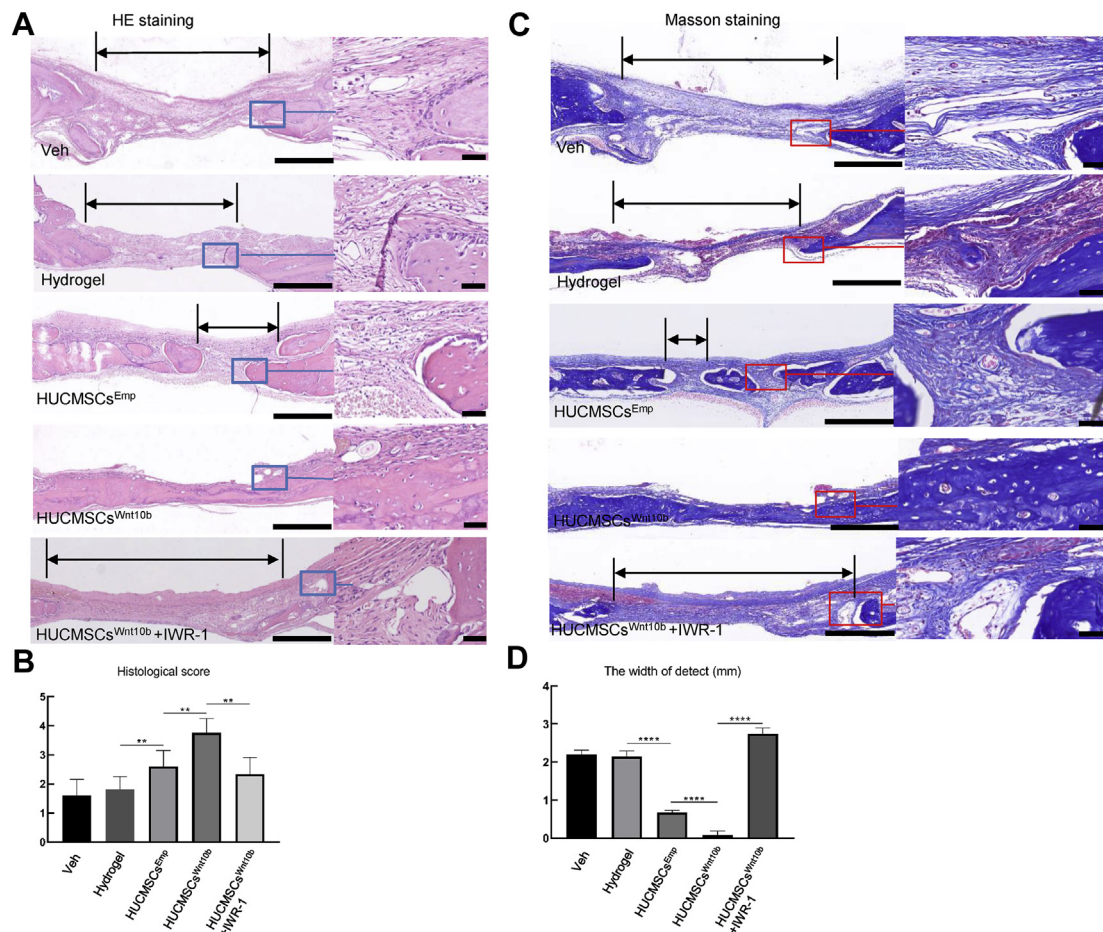 A
HE staining
Veh
Hydrogel
HUCMSCsEmp
HUCMSCsWnt10b
HUCMSCsWnt10b +IWR-1
C
Masson staining
Veh
Hydrogel
HUCMSCsEmp
HUCMSCsWnt10b
HUCMSCsWnt10b +IWR-1
B
Histological score
5
4
3
2
1
0
**
**
**
Veh
Hydrogel
HUCMSCsEmp
HUCMSCsWnt10b
HUCMSCsWnt10b
+IWR-1
D
The width of detect (mm)
4
3
2
1
0
****
****
****
Veh
Hydrogel
HUCMSCsEmp
HUCMSCsWnt10b
HUCMSCsWnt10b
+IWR-1